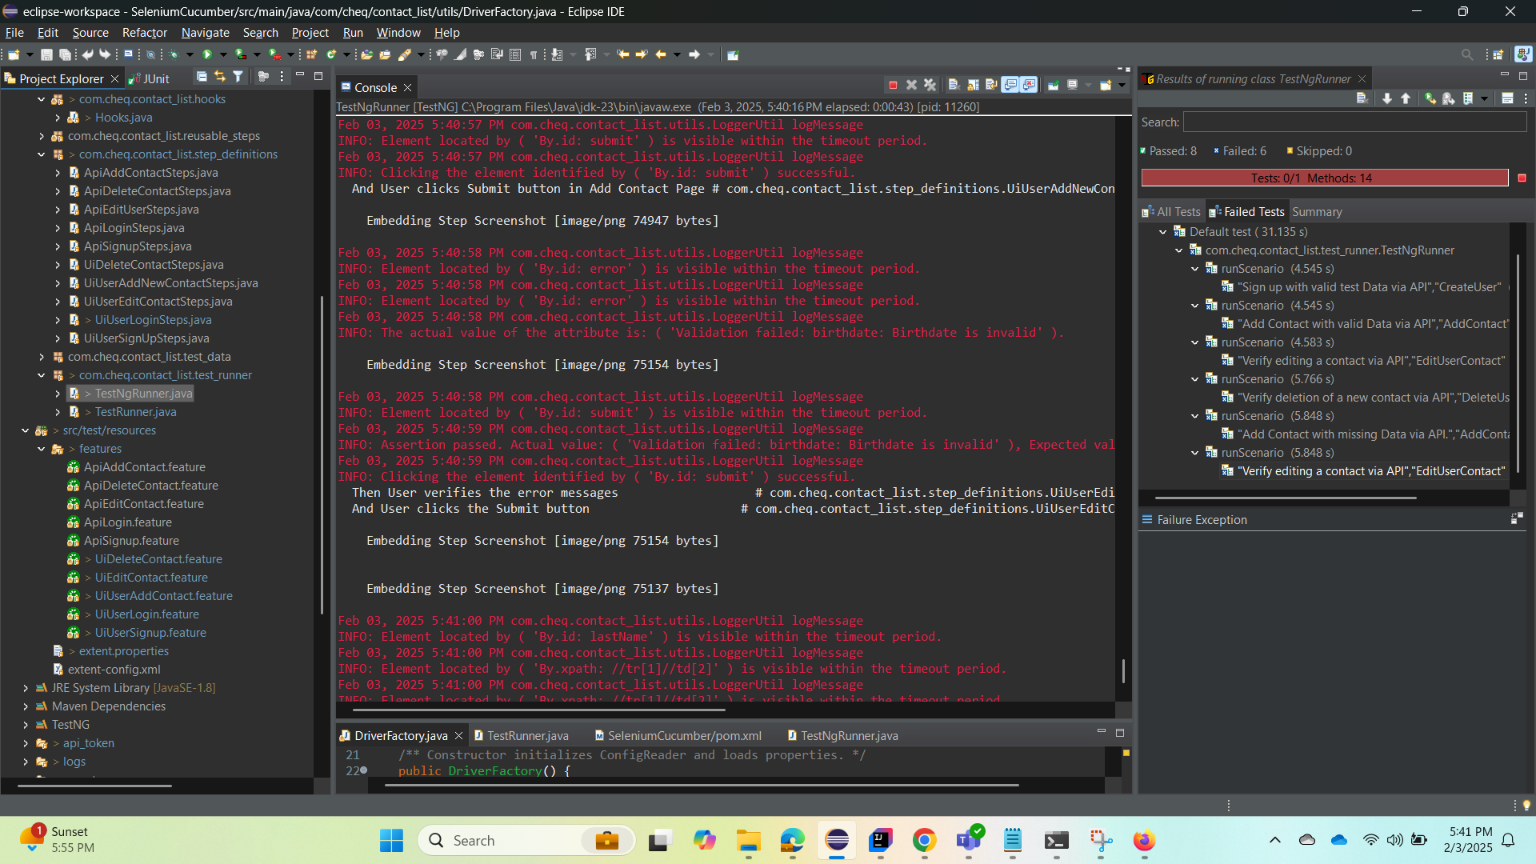 eclipse-workspace - SeleniumCucumber/src/main/java/com/cheq/contact_list/utils/DriverFactory.java - Eclipse IDE
File Edit Source Refactor Navigate Search Project Run Window Help
Project Explorer JUnit
> com.cheq.contact_list.hooks
> Hooks.java
com.cheq.contact_list.reusable_steps
> com.cheq.contact_list.step_definitions
ApiAddContactSteps.java
ApiDeleteContactSteps.java
ApiEditUserSteps.java
ApiLoginSteps.java
ApiSignupSteps.java
UiDeleteContactSteps.java
UiUserAddNewContactSteps.java
UiUserEditContactSteps.java
> UiUserLoginSteps.java
UiUserSignUpSteps.java
com.cheq.contact_list.test_data
> com.cheq.contact_list.test_runner
> TestNgRunner.java
> TestRunner.java
> src/test/resources
> features
ApiAddContact.feature
ApiDeleteContact.feature
ApiEditContact.feature
ApiLogin.feature
ApiSignup.feature
> UiDeleteContact.feature
> UiEditContact.feature
> UiUserAddContact.feature
> UiUserLogin.feature
> UiUserSignup.feature
> extent.properties
extent-config.xml
JRE System Library [JavaSE-1.8]
Maven Dependencies
TestNG
> api_token
> logs
Console
TestNgRunner [TestNG] C:\Program Files\Java\jdk-23\bin\javaw.exe (Feb 3, 2025, 5:40:16 PM elapsed: 0:00:43) [pid: 11260]
Feb 03, 2025 5:40:57 PM com.cheq.contact_list.utils.LoggerUtil logMessage
INFO: Element located by ( 'By.id: submit' ) is visible within the timeout period.
Feb 03, 2025 5:40:57 PM com.cheq.contact_list.utils.LoggerUtil logMessage
INFO: Clicking the element identified by ( 'By.id: submit' ) successful.
And User clicks Submit button in Add Contact Page # com.cheq.contact_list.step_definitions.UiUserAddNewCon
Embedding Step Screenshot [image/png 74947 bytes]
Feb 03, 2025 5:40:58 PM com.cheq.contact_list.utils.LoggerUtil logMessage
INFO: Element located by ( 'By.id: error' ) is visible within the timeout period.
Feb 03, 2025 5:40:58 PM com.cheq.contact_list.utils.LoggerUtil logMessage
INFO: Element located by ( 'By.id: error' ) is visible within the timeout period.
Feb 03, 2025 5:40:58 PM com.cheq.contact_list.utils.LoggerUtil logMessage
INFO: The actual value of the attribute is: ( 'Validation failed: birthdate: Birthdate is invalid' ).
Embedding Step Screenshot [image/png 75154 bytes]
Feb 03, 2025 5:40:58 PM com.cheq.contact_list.utils.LoggerUtil logMessage
INFO: Element located by ( 'By.id: submit' ) is visible within the timeout period.
Feb 03, 2025 5:40:59 PM com.cheq.contact_list.utils.LoggerUtil logMessage
INFO: Assertion passed. Actual value: ( 'Validation failed: birthdate: Birthdate is invalid' ), Expected val
Feb 03, 2025 5:40:59 PM com.cheq.contact_list.utils.LoggerUtil logMessage
INFO: Clicking the element identified by ( 'By.id: submit' ) successful.
Then User verifies the error messages # com.cheq.contact_list.step_definitions.UiUserEdi
And User clicks the Submit button # com.cheq.contact_list.step_definitions.UiUserEditC
Embedding Step Screenshot [image/png 75154 bytes]
Embedding Step Screenshot [image/png 75137 bytes]
Feb 03, 2025 5:41:00 PM com.cheq.contact_list.utils.LoggerUtil logMessage
INFO: Element located by ( 'By.id: lastName' ) is visible within the timeout period.
Feb 03, 2025 5:41:00 PM com.cheq.contact_list.utils.LoggerUtil logMessage
INFO: Element located by ( 'By.xpath: //tr[1]//td[2]' ) is visible within the timeout period.
Feb 03, 2025 5:41:00 PM com.cheq.contact_list.utils.LoggerUtil logMessage
INFO: Element located by ( 'By.xpath: //tr[1]//td[2]' ) is visible within the timeout period.
DriverFactory.java TestRunner.java SeleniumCucumber/pom.xml TestNgRunner.java
21 /** Constructor initializes ConfigReader and loads properties. */
22 public DriverFactory() {
Results of running class TestNgRunner
Search:
Passed: 8 Failed: 6 Skipped: 0
Tests: 0/1 Methods: 14
All Tests Failed Tests Summary
Default test ( 31.135 s)
com.cheq.contact_list.test_runner.TestNgRunner
runScenario (4.545 s)
"Sign up with valid test Data via API","CreateUser"
runScenario (4.545 s)
"Add Contact with valid Data via API","AddContact"
runScenario (4.583 s)
"Verify editing a contact via API","EditUserContact"
runScenario (5.766 s)
"Verify deletion of a new contact via API","DeleteUs
runScenario (5.848 s)
"Add Contact with missing Data via API.","AddConta
runScenario (5.848 s)
"Verify editing a contact via API","EditUserContact"
Failure Exception
1
Sunset
5:55 PM
Search
5:41 PM
2/3/2025